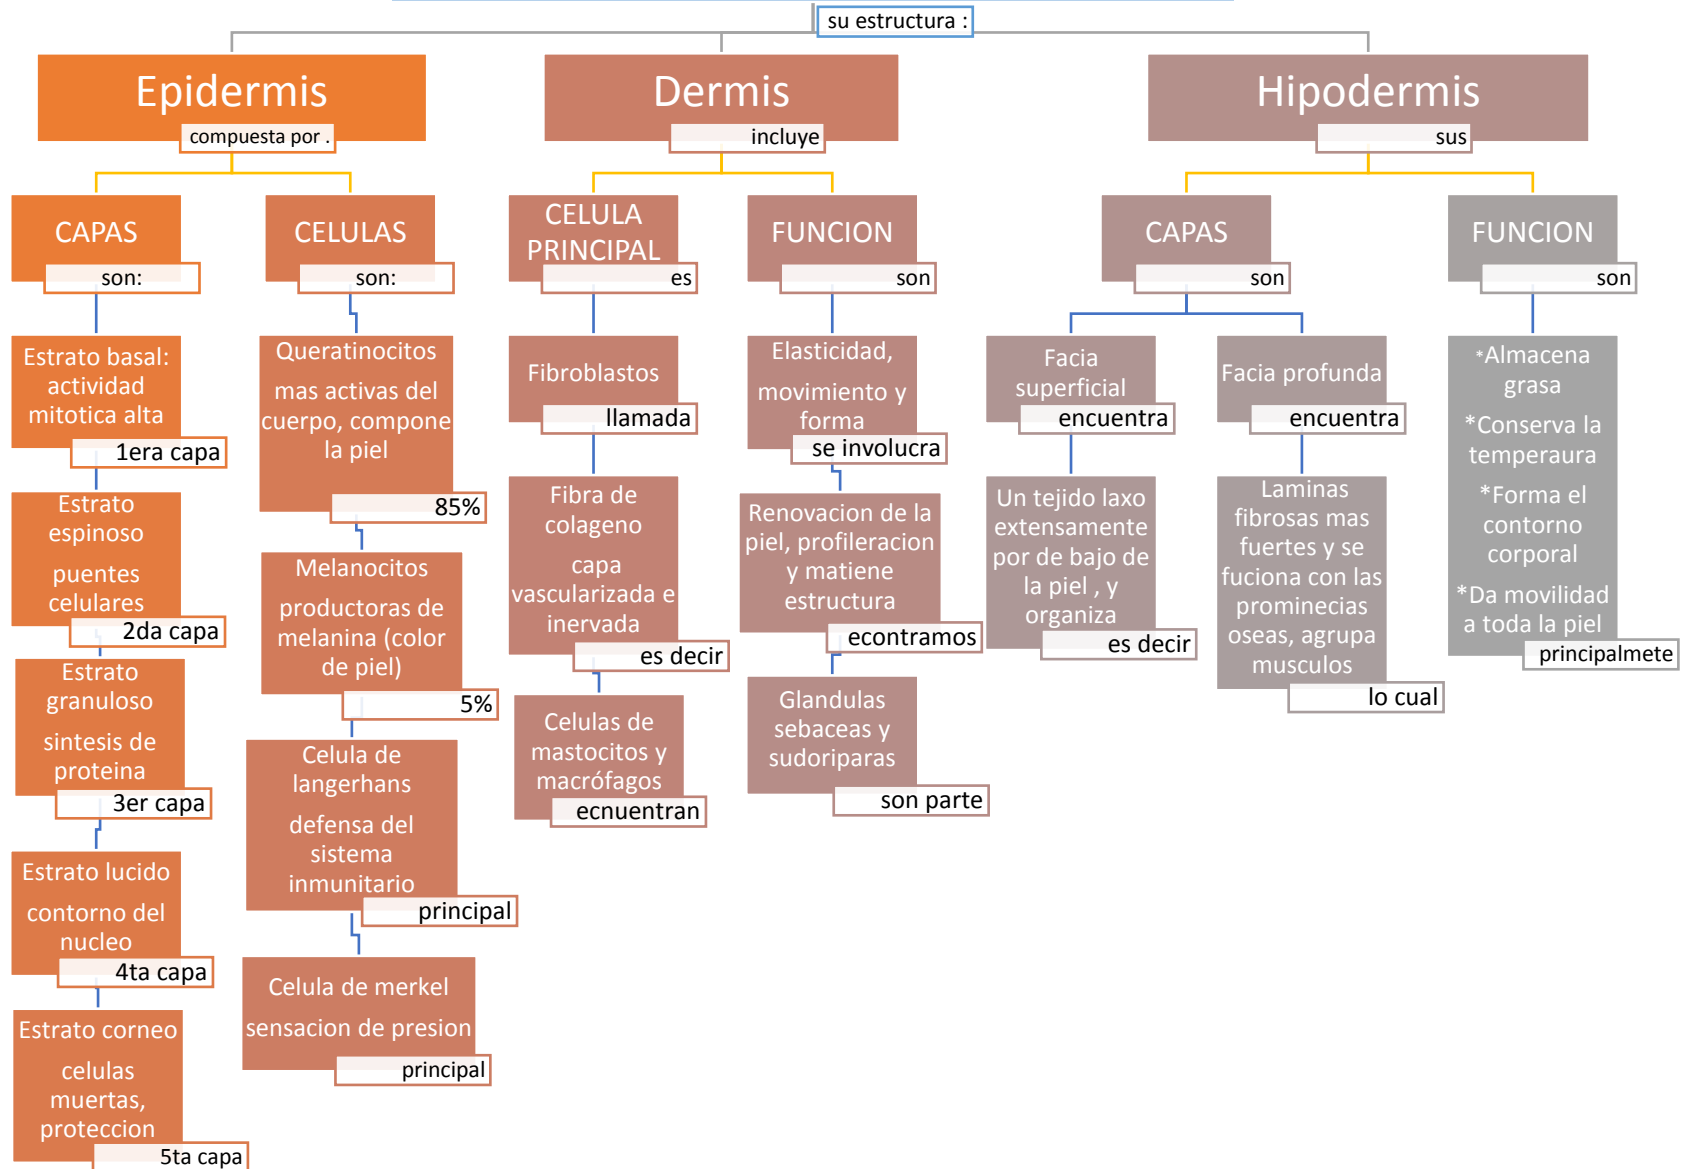 su estructura :
Epidermis
compuesta por .
CAPAS
son:
Estrato basal:
actividad
mitotica alta
1era capa
Estrato
espinoso
puentes
celulares
2da capa
Estrato
granuloso
sintesis de
proteina
3er capa
Estrato lucido
contorno del
nucleo
4ta capa
Estrato corneo
celulas
muertas,
proteccion
5ta capa
CELULAS
son:
Queratinocitos
mas activas del
cuerpo, compone
la piel
85%
Melanocitos
productoras de
melanina (color
de piel)
5%
Celula de
langerhans
defensa del
sistema
inmunitario
principal
Celula de merkel
sensacion de presion
principal
Dermis
incluye
CELULA
PRINCIPAL
es
Fibroblastos
llamada
Fibra de
colageno
capa
vascularizada e
inervada
es decir
Celulas de
mastocitos y
macrófagos
ecnuentran
FUNCION
son
Elasticidad,
movimiento y
forma
se involucra
Renovacion de la
piel, profileracion
y matiene
estructura
econtramos
Glandulas
sebaceas y
sudoriparas
son parte
Hipodermis
sus
CAPAS
son
Facia
superficial
encuentra
Un tejido laxo
extensamente
por de bajo de
la piel , y
organiza
es decir
Facia profunda
encuentra
Laminas
fibrosas mas
fuertes y se
fuciona con las
prominecias
oseas, agrupa
musculos
lo cual
FUNCION
son
*Almacena
grasa
*Conserva la
temperaura
*Forma el
contorno
corporal
*Da movilidad
a toda la piel
principalmete